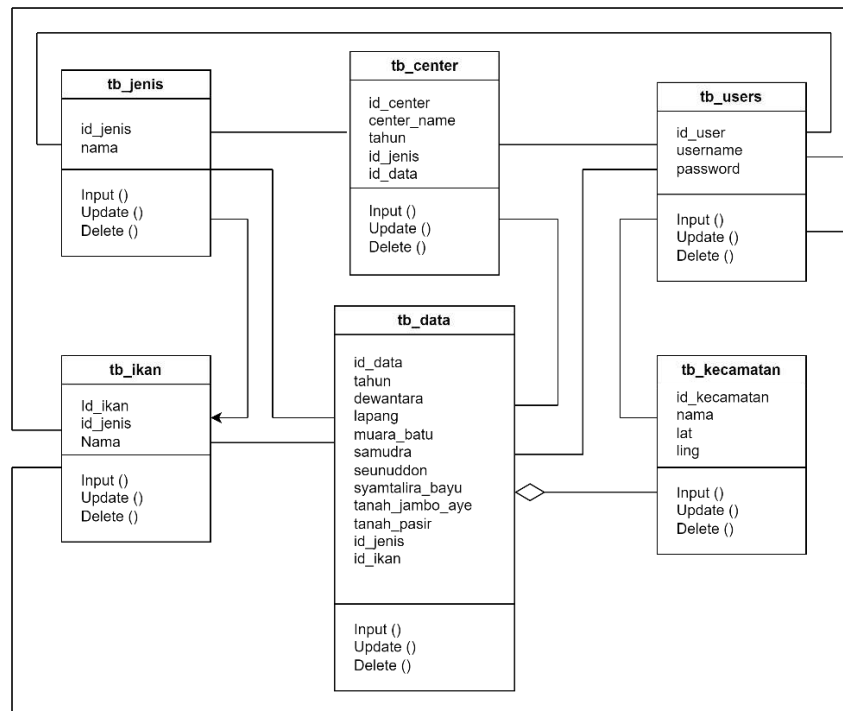 tb_jenis
id_jenis
nama
Input ()
Update ()
Delete ()
tb_center
id_center
center_name
tahun
id_jenis
id_data
Input ()
Update ()
Delete ()
tb_users
id_user
username
password
Input ()
Update ()
Delete ()
tb_ikan
Id_ikan
id_jenis
Nama
Input ()
Update ()
Delete ()
tb_data
id_data
tahun
dewantara
lapang
muara_batu
samudra
seunuddon
syamtalira_bayu
tanah_jambo_aye
tanah_pasir
id_jenis
id_ikan
Input ()
Update ()
Delete ()
tb_kecamatan
id_kecamatan
nama
lat
ling
Input ()
Update ()
Delete ()